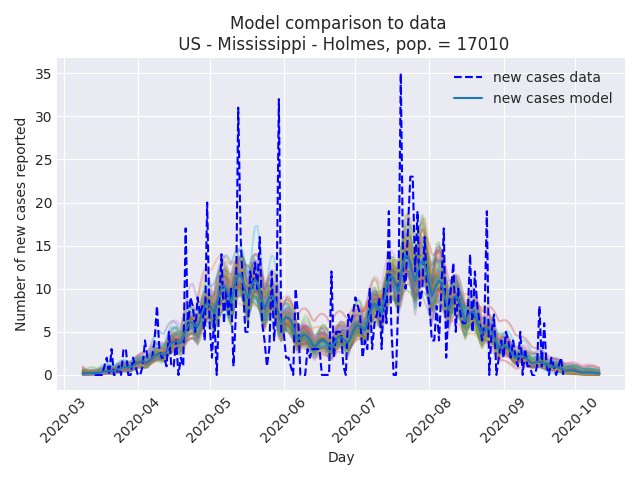 Model comparison to data
US - Mississippi - Holmes, pop. = 17010
new cases data
new cases model
Number of new cases reported
35
30
25
20
15
10
5
0
2020-03
2020-04
2020-05
2020-06
2020-07
2020-08
2020-09
2020-10
Day